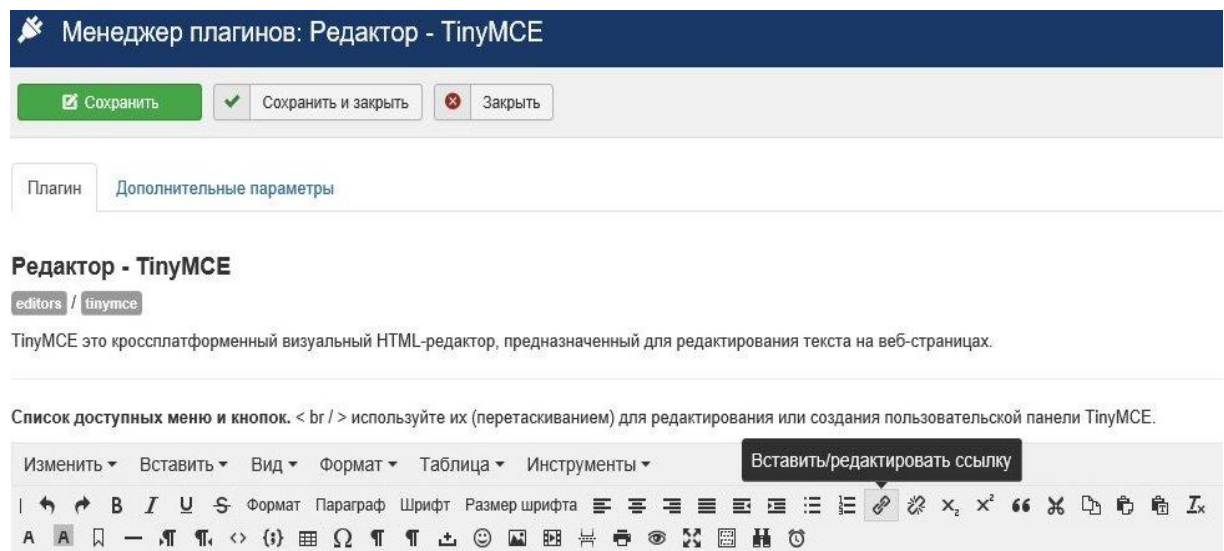 Менеджер плагинов: Редактор - TinyMCE
Сохранить Сохранить и закрыть Закрыть
Плагин Дополнительные параметры
Редактор - TinyMCE
editors / tinymce
TinyMCE это кроссплатформенный визуальный HTML-редактор, предназначенный для редактирования текста на веб-страницах.
Список доступных меню и кнопок. < br / > используйте их (перетаскиванием) для редактирования или создания пользовательской панели TinyMCE.
Изменить Вставить Вид Формат Таблица Инструменты Вставить/редактировать ссылку
B I U S Формат Параграф Шрифт Размер шрифта x₂ x² Ix
A A